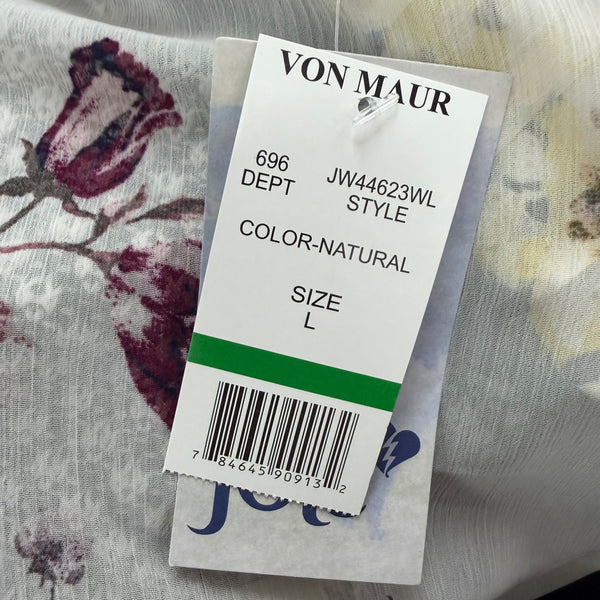 VON MAUR
696 JW44623WL
DEPT STYLE
COLOR-NATURAL
SIZE
L
7 84645 90913 2